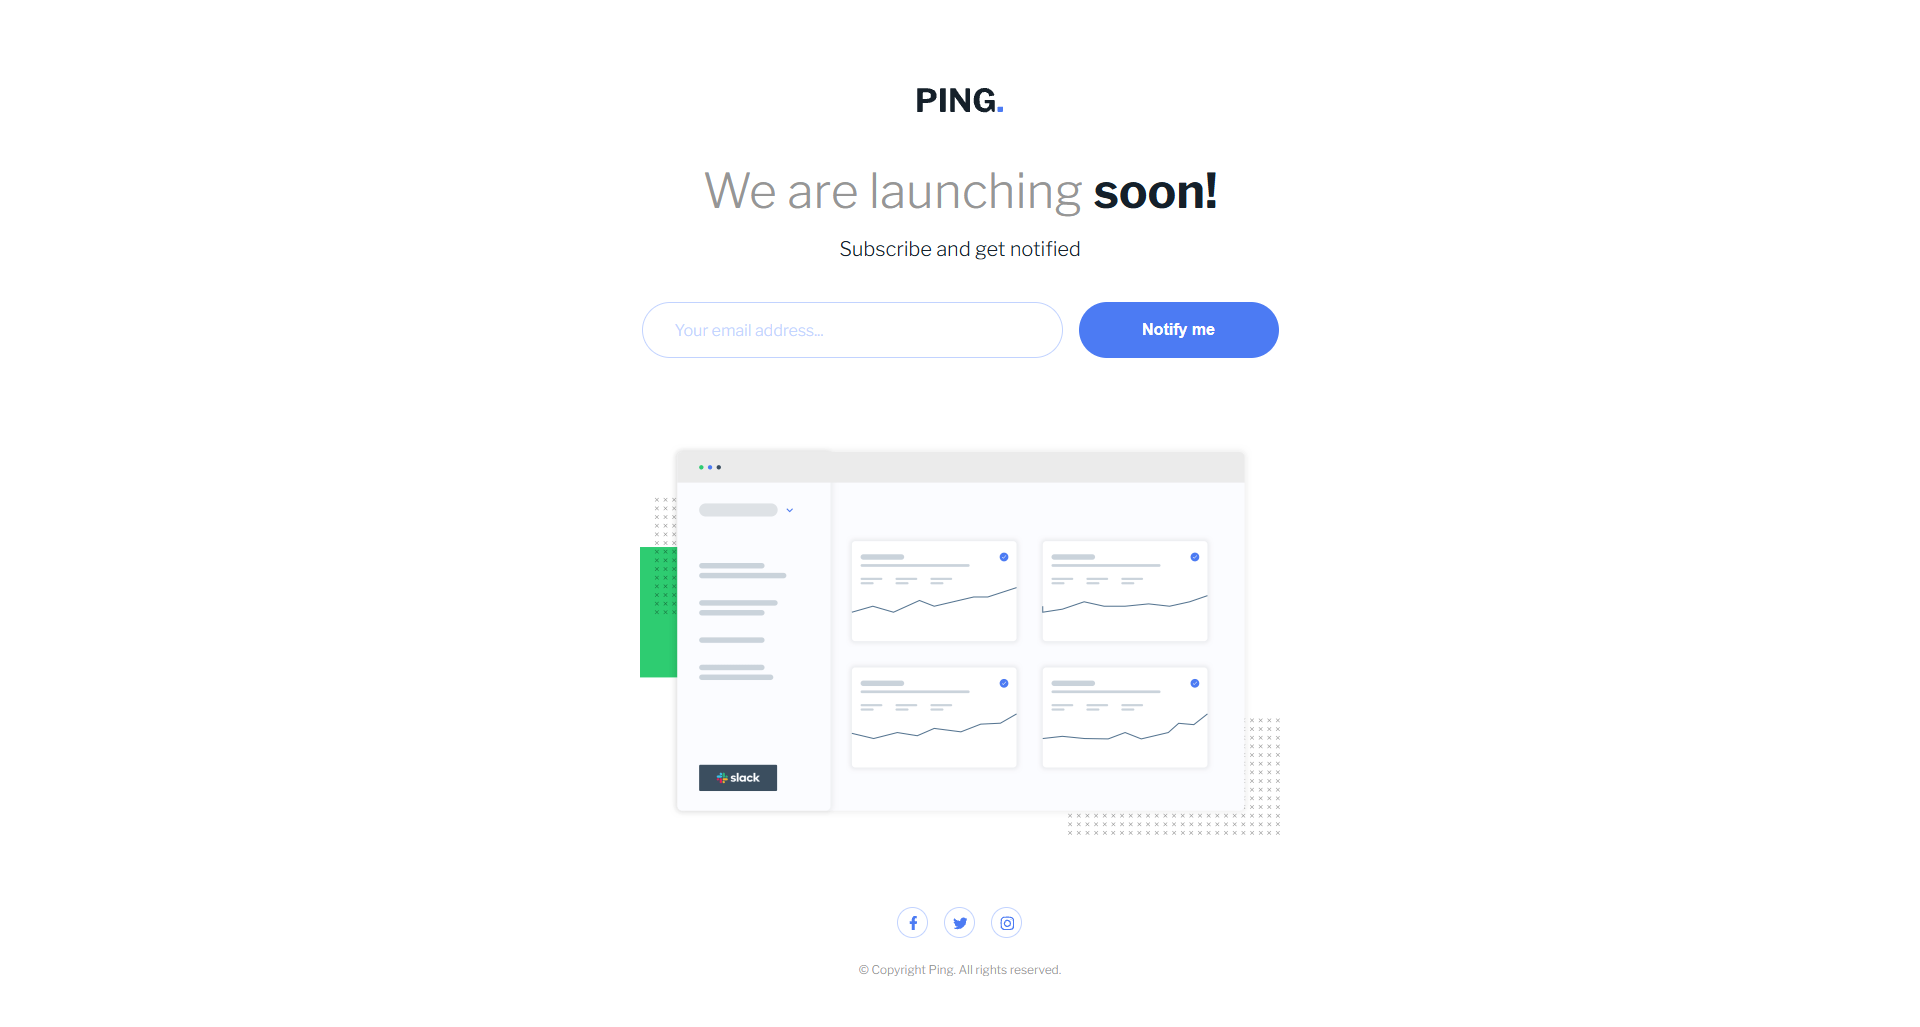 PING.
We are launching soon!
Subscribe and get notified
Your email address...
Notify me
slack
© Copyright Ping. All rights reserved.